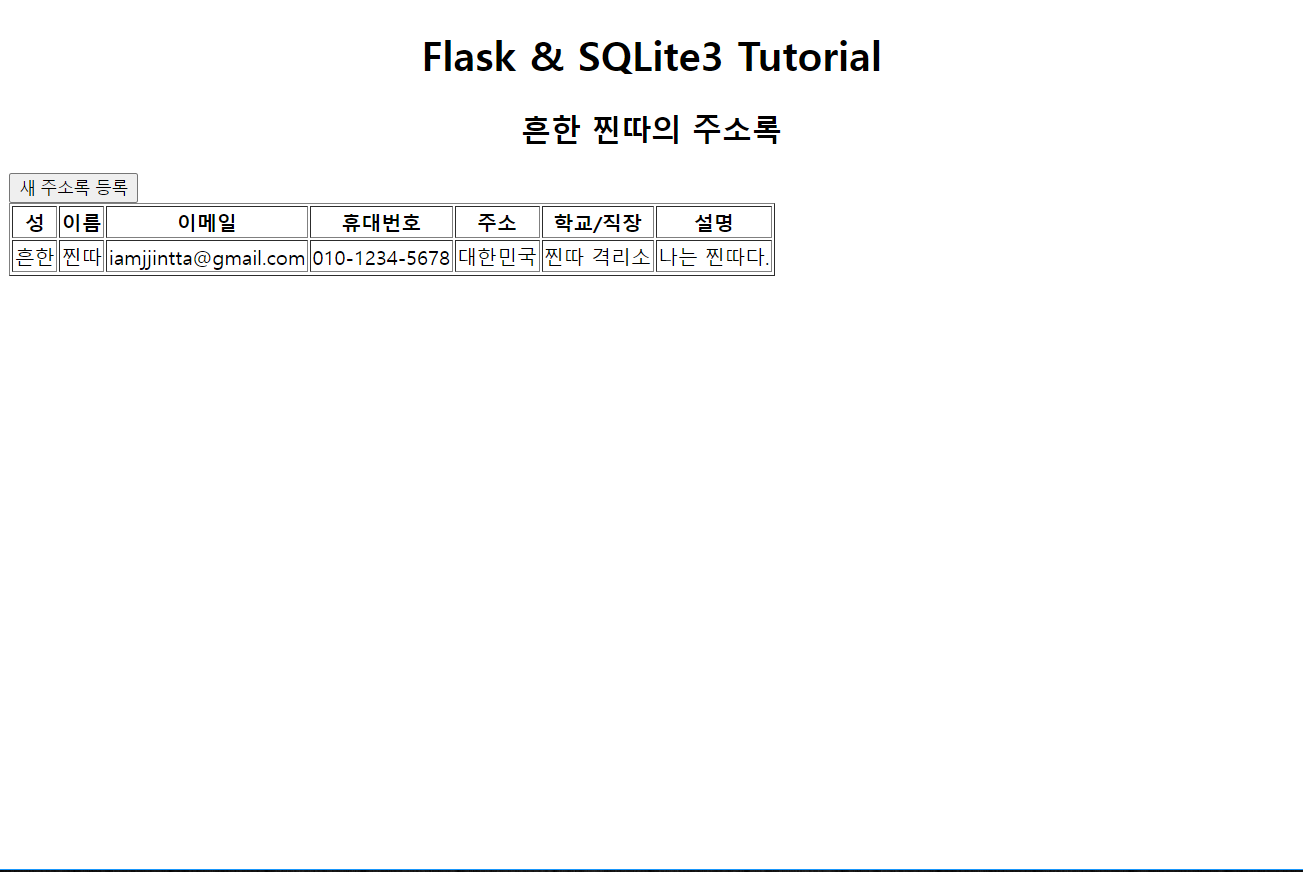 Flask & SQLite3 Tutorial
흔한 찐따의 주소록
새 주소록 등록
성 이름 이메일 휴대번호 주소 학교/직장 설명
흔한 찐따 iamjjintta@gmail.com 010-1234-5678 대한민국 찐따 격리소 나는 찐따다.